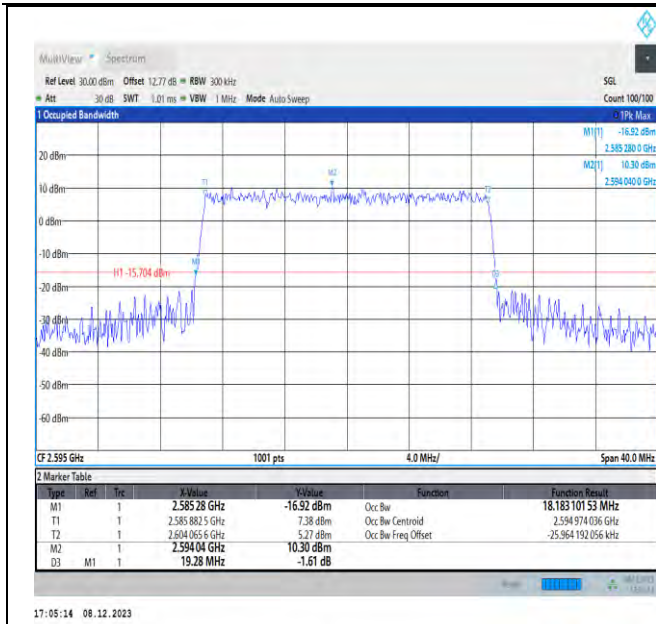 MultiView Spectrum
Ref Level 30.00 dBm Offset 12.77 dB RBW 300 kHz SGL
Att 30 dB SWT 1.01 ms VBW 1 MHz Mode Auto Sweep Count 100/100
1 Occupied Bandwidth 1Pk Max
M1[1] -16.92 dBm
2.585 280 0 GHz
M2[1] 10.30 dBm
2.594 040 0 GHz
20 dBm
10 dBm
T1 M2 T2
0 dBm
-10 dBm
M1 D3
H1 -15.704 dBm
-20 dBm
-30 dBm
-40 dBm
-50 dBm
-60 dBm
CF 2.595 GHz 1001 pts 4.0 MHz/ Span 40.0 MHz
2 Marker Table
Type Ref Trc X-Value Y-Value Function Function Result
M1 1 2.585 28 GHz -16.92 dBm Occ Bw 18.183 101 53 MHz
T1 1 2.585 882 5 GHz 7.38 dBm Occ Bw Centroid 2.594 974 036 GHz
T2 1 2.604 065 6 GHz 5.27 dBm Occ Bw Freq Offset -25.964 192 056 kHz
M2 1 2.594 04 GHz 10.30 dBm
D3 M1 1 19.28 MHz -1.61 dB
17:05:14 08.12.2023